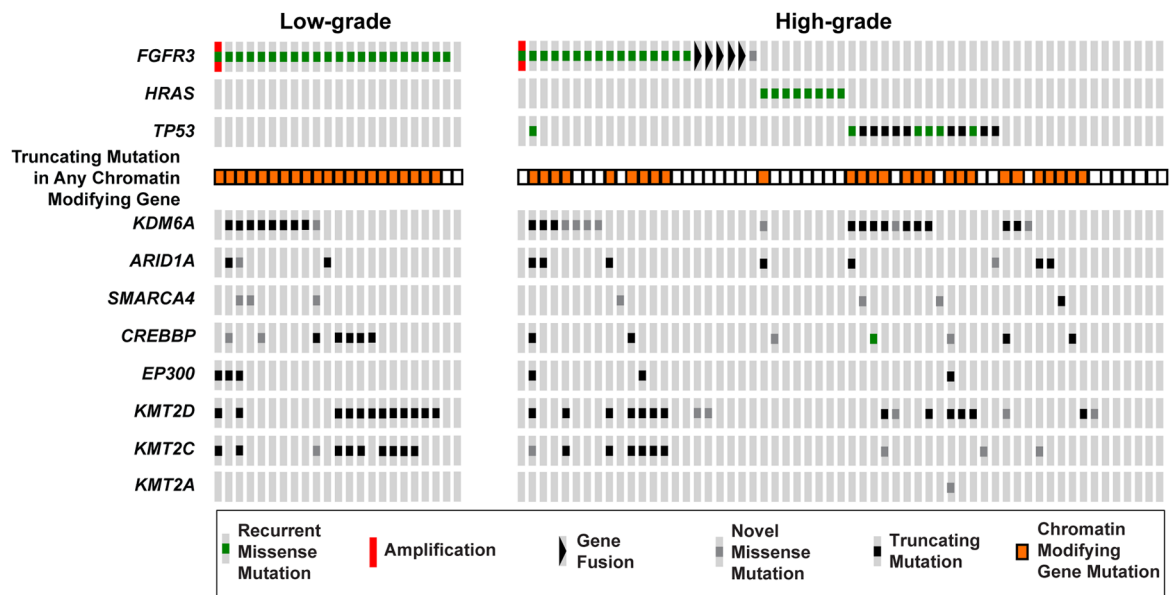 Low-grade
High-grade
FGFR3
HRAS
TP53
Truncating Mutation
in Any Chromatin
Modifying Gene
KDM6A
ARID1A
SMARCA4
CREBBP
EP300
KMT2D
KMT2C
KMT2A
Recurrent
Missense
Mutation
Amplification
Gene
Fusion
Novel
Missense
Mutation
Truncating
Mutation
Chromatin
Modifying
Gene Mutation